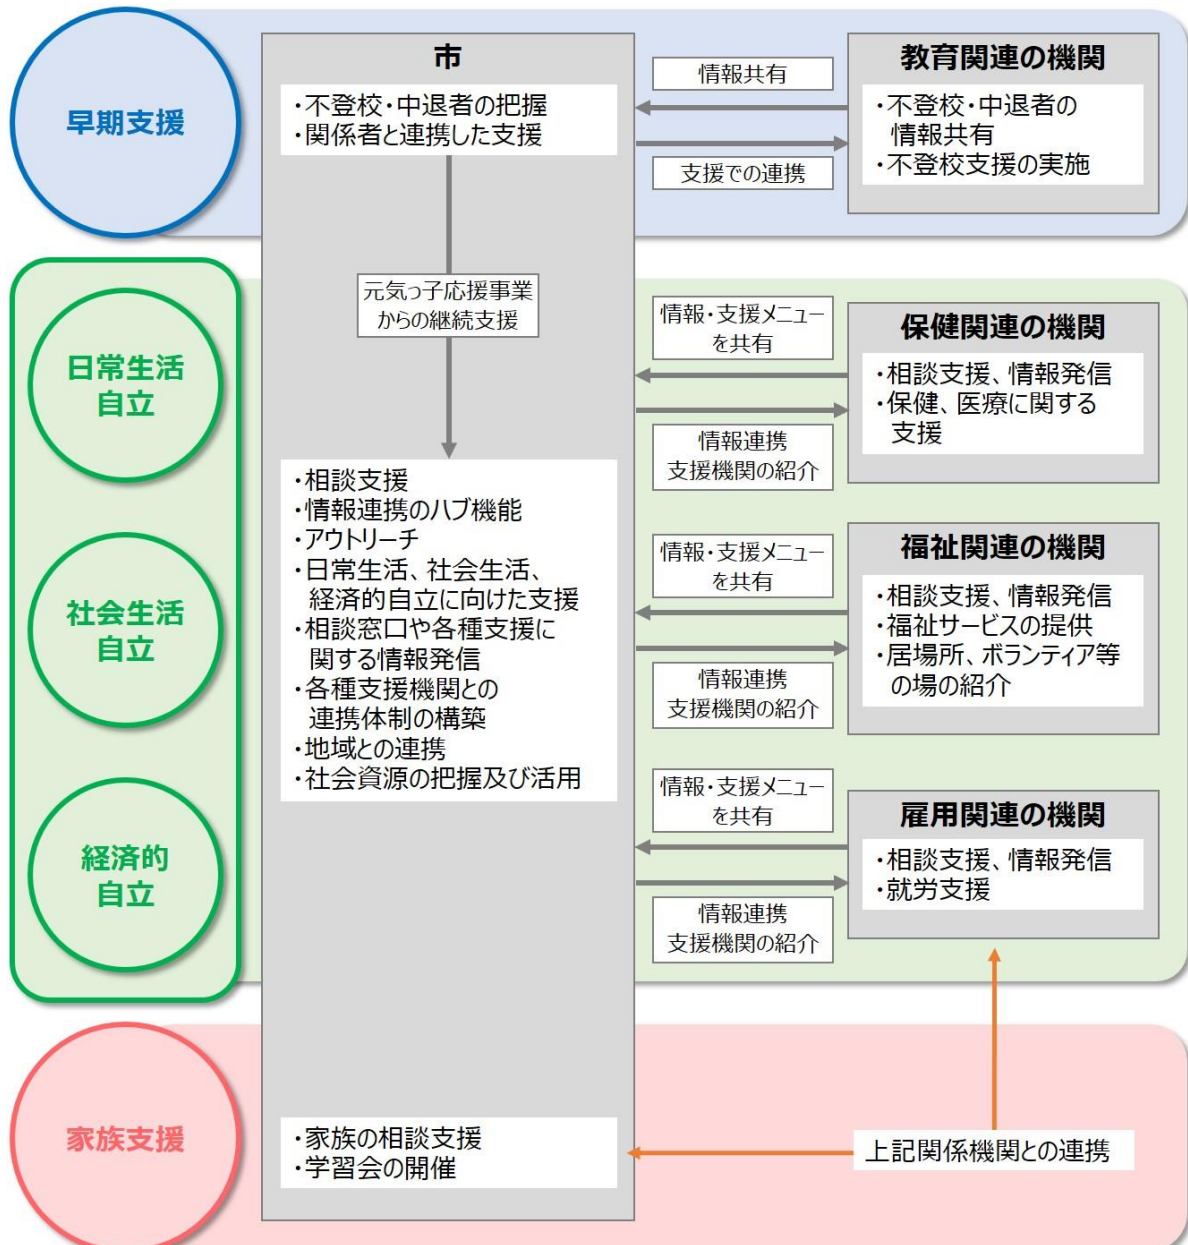 早期支援
市
・不登校・中退者の把握
・関係者と連携した支援
情報共有
支援での連携
教育関連の機関
・不登校・中退者の
情報共有
・不登校支援の実施
元気っ子応援事業
からの継続支援
日常生活
自立
社会生活
自立
経済的
自立
・相談支援
・情報連携のハブ機能
・アウトリーチ
・日常生活、社会生活、
経済的自立に向けた支援
・相談窓口や各種支援に
関する情報発信
・各種支援機関との
連携体制の構築
・地域との連携
・社会資源の把握及び活用
情報・支援メニュー
を共有
情報連携
支援機関の紹介
保健関連の機関
・相談支援、情報発信
・保健、医療に関する
支援
情報・支援メニュー
を共有
情報連携
支援機関の紹介
福祉関連の機関
・相談支援、情報発信
・福祉サービスの提供
・居場所、ボランティア等
の場の紹介
情報・支援メニュー
を共有
情報連携
支援機関の紹介
雇用関連の機関
・相談支援、情報発信
・就労支援
家族支援
・家族の相談支援
・学習会の開催
上記関係機関との連携